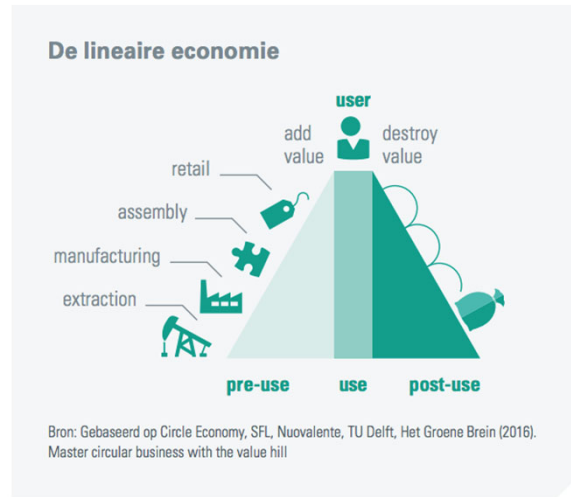 De lineaire economie
user
add
value
destroy
value
retail
assembly
manufacturing
extraction
pre-use
use
post-use
Bron: Gebaseerd op Circle Economy, SFL, Nuovalente, TU Delft, Het Groene Brein (2016).
Master circular business with the value hill